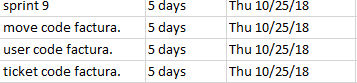 sprint 9 5 days Thu 10/25/18
move code factura. 5 days Thu 10/25/18
user code factura. 5 days Thu 10/25/18
ticket code factura. 5 days Thu 10/25/18